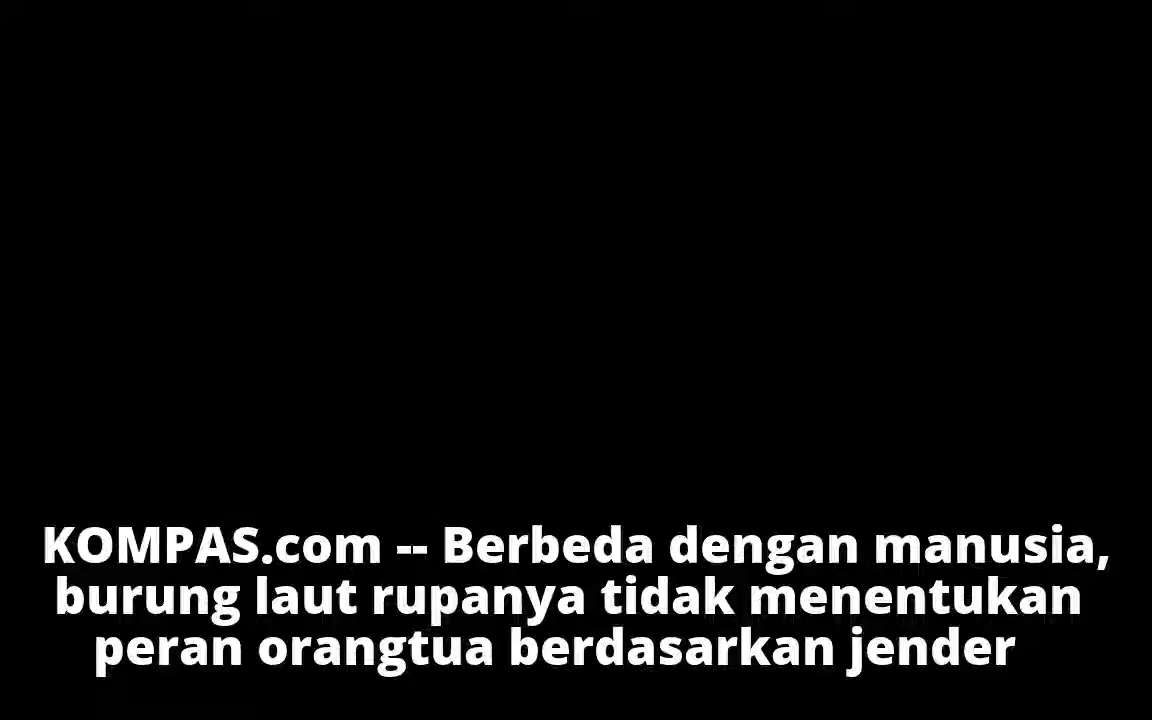 KOMPAS.com -- Berbeda dengan manusia,
burung laut rupanya tidak menentukan
peran orangtua berdasarkan jender